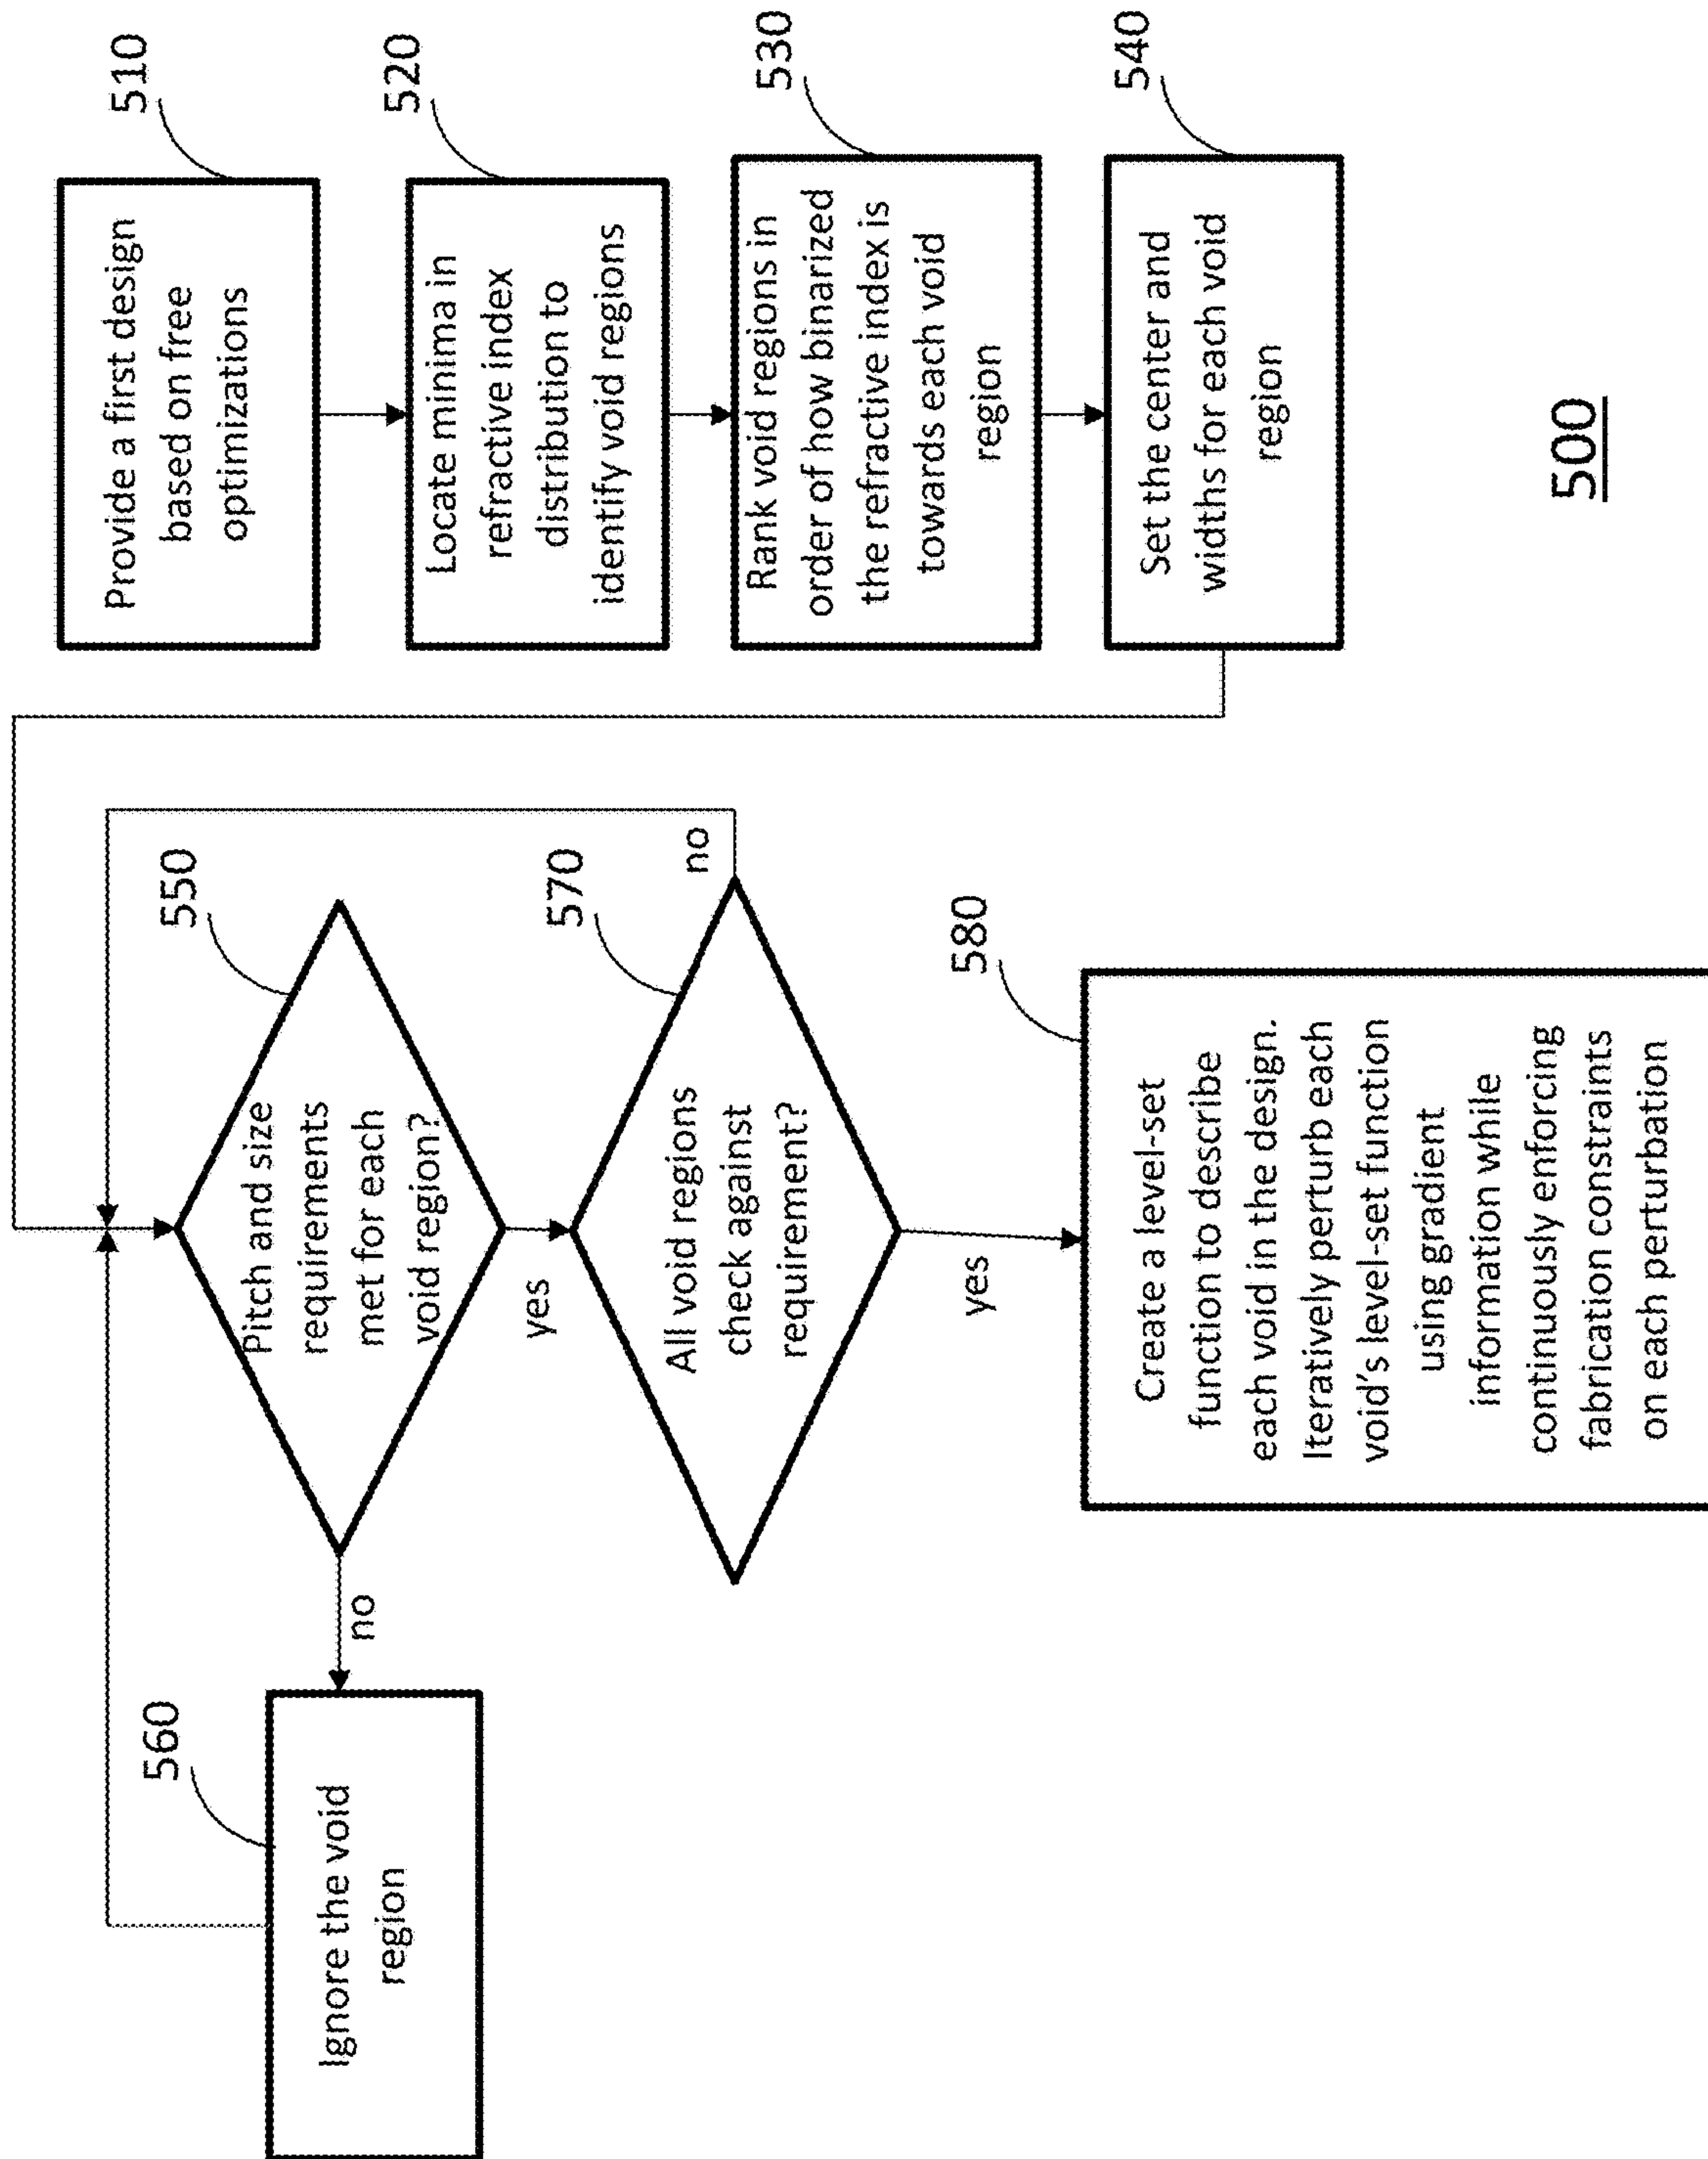 510
Provide a first design
based on free
optimizations
520
Locate minima in
refractive index
distribution to
identify void regions
530
Rank void regions in
order of how binarized
the refractive index is
towards each void
region
540
Set the center and
widths for each void
region
550
Pitch and size
requirements
met for each
void region?
no
yes
560
Ignore the void
region
570
All void regions
check against
requirement?
no
yes
580
Create a level-set
function to describe
each void in the design.
Iteratively perturb each
void's level-set function
using gradient
information while
continuously enforcing
fabrication constraints
on each perturbation
500